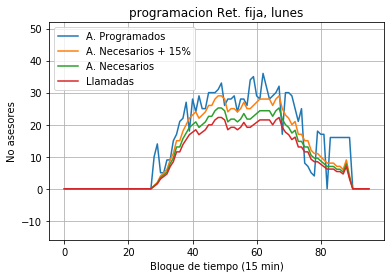 programacion Ret. fija, lunes
A. Programados
A. Necesarios + 15%
A. Necesarios
Llamadas
No asesores
50
40
30
20
10
0
−10
0 20 40 60 80
Bloque de tiempo (15 min)